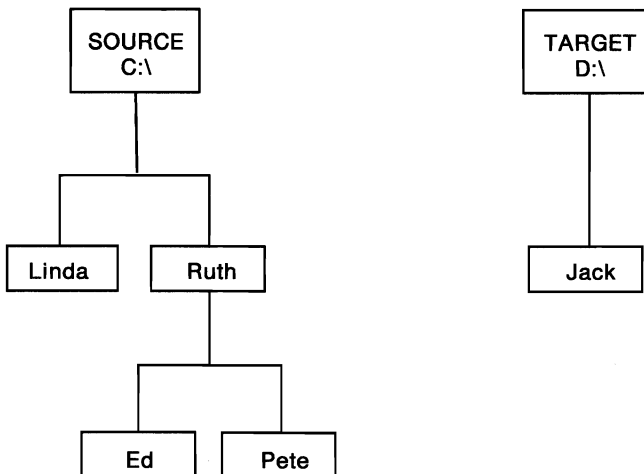 SOURCE
C:\
TARGET
D:\
Linda
Ruth
Jack
Ed
Pete